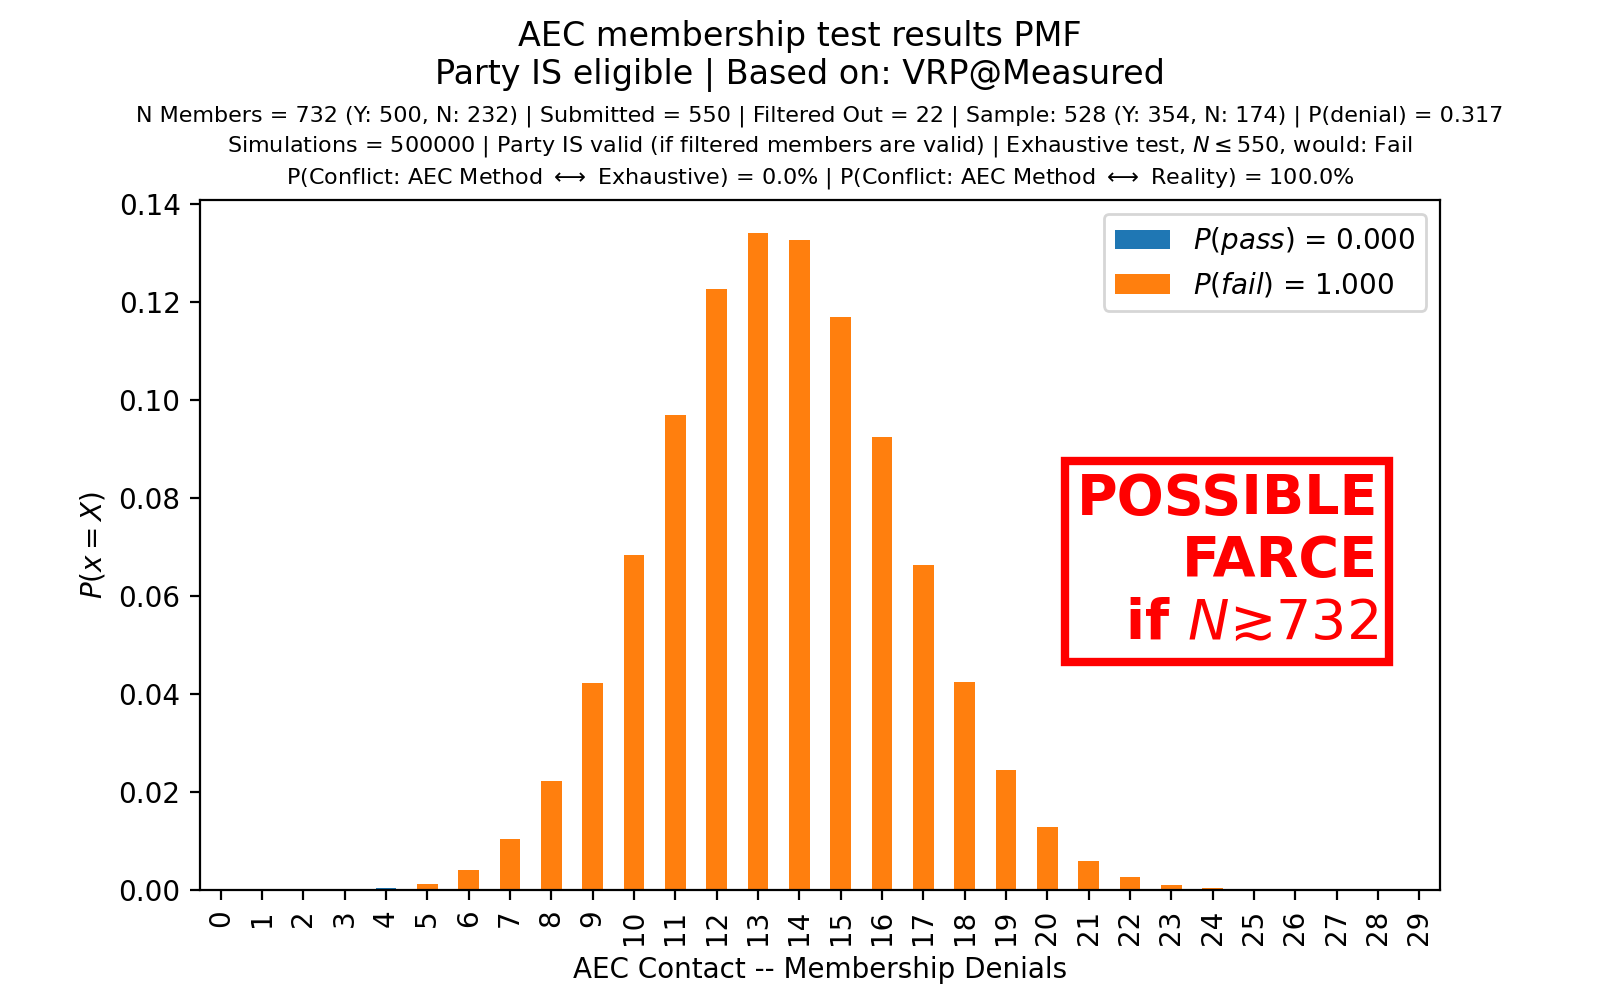 AEC membership test results PMF
Party IS eligible | Based on: VRP@Measured
N Members = 732 (Y: 500, N: 232) | Submitted = 550 | Filtered Out = 22 | Sample: 528 (Y: 354, N: 174) | P(denial) = 0.317
Simulations = 500000 | Party IS valid (if filtered members are valid) | Exhaustive test, N ≤ 550, would: Fail
P(Conflict: AEC Method ⟷ Exhaustive) = 0.0% | P(Conflict: AEC Method ⟷ Reality) = 100.0%
0.14
0.12
0.10
0.08
0.06
0.04
0.02
0.00
P(x = X)
P(pass) = 0.000
P(fail) = 1.000
POSSIBLE
FARCE
if N≳732
0 1 2 3 4 5 6 7 8 9 10 11 12 13 14 15 16 17 18 19 20 21 22 23 24 25 26 27 28 29
AEC Contact -- Membership Denials